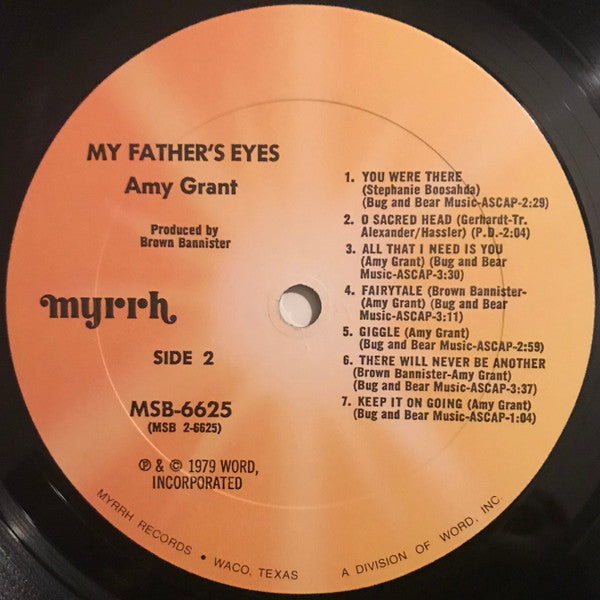 MY FATHER'S EYES
Amy Grant
Produced by
Brown Bannister
myrrh
SIDE 2
MSB-6625
(MSB 2-6625)
℗ & © 1979 WORD,
INCORPORATED
1. YOU WERE THERE
(Stephanie Boosahda)
(Bug and Bear Music-ASCAP-2:29)
2. O SACRED HEAD (Gerhardt-Tr.
Alexander/Hassler) (P.D.-2:04)
3. ALL THAT I NEED IS YOU
(Amy Grant) (Bug and Bear
Music-ASCAP-3:30)
4. FAIRYTALE (Brown Bannister-
(Amy Grant) (Bug and Bear
Music-ASCAP-3:11)
5. GIGGLE (Amy Grant)
(Bug and Bear Music-ASCAP-2:59)
6. THERE WILL NEVER BE ANOTHER
(Brown Bannister-Amy Grant)
(Bug and Bear Music-ASCAP-3:37)
7. KEEP IT ON GOING (Amy Grant)
(Bug and Bear Music-ASCAP-1:04)
MYRRH RECORDS • WACO, TEXAS A DIVISION OF WORD, INC